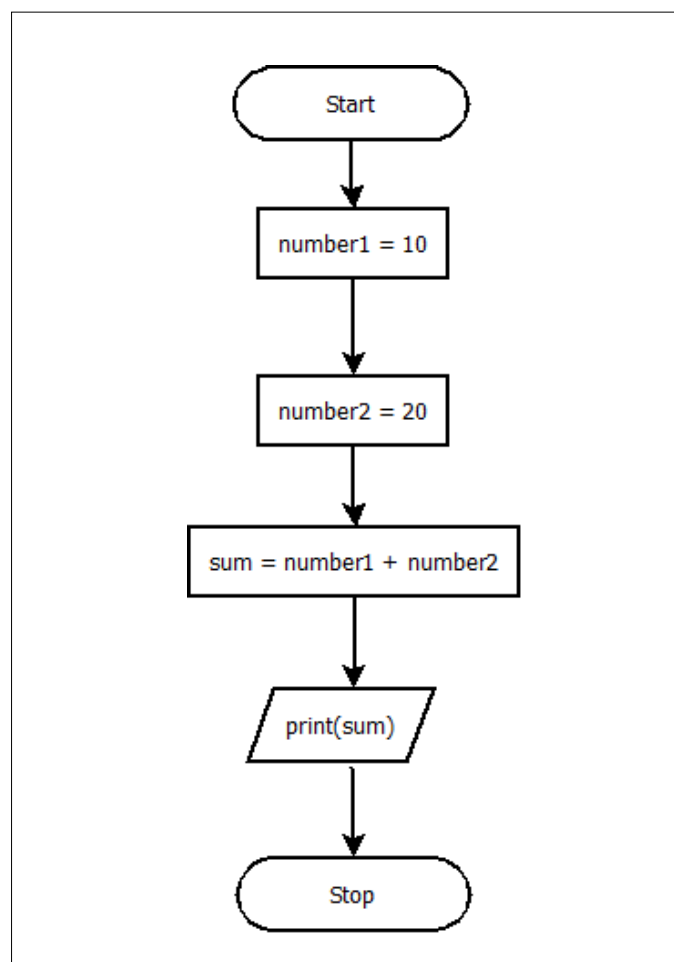 Start
number1 = 10
number2 = 20
sum = number1 + number2
print(sum)
Stop